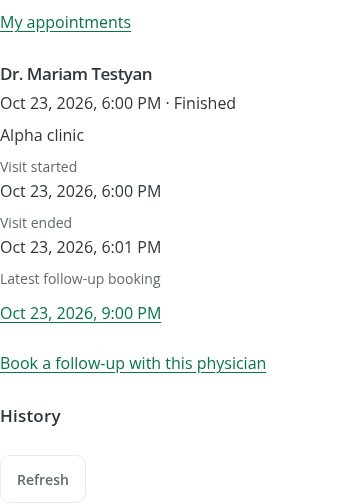 My appointments
Dr. Mariam Testyan
Oct 23, 2026, 6:00 PM · Finished
Alpha clinic
Visit started
Oct 23, 2026, 6:00 PM
Visit ended
Oct 23, 2026, 6:01 PM
Latest follow-up booking
Oct 23, 2026, 9:00 PM
Book a follow-up with this physician
History
Refresh